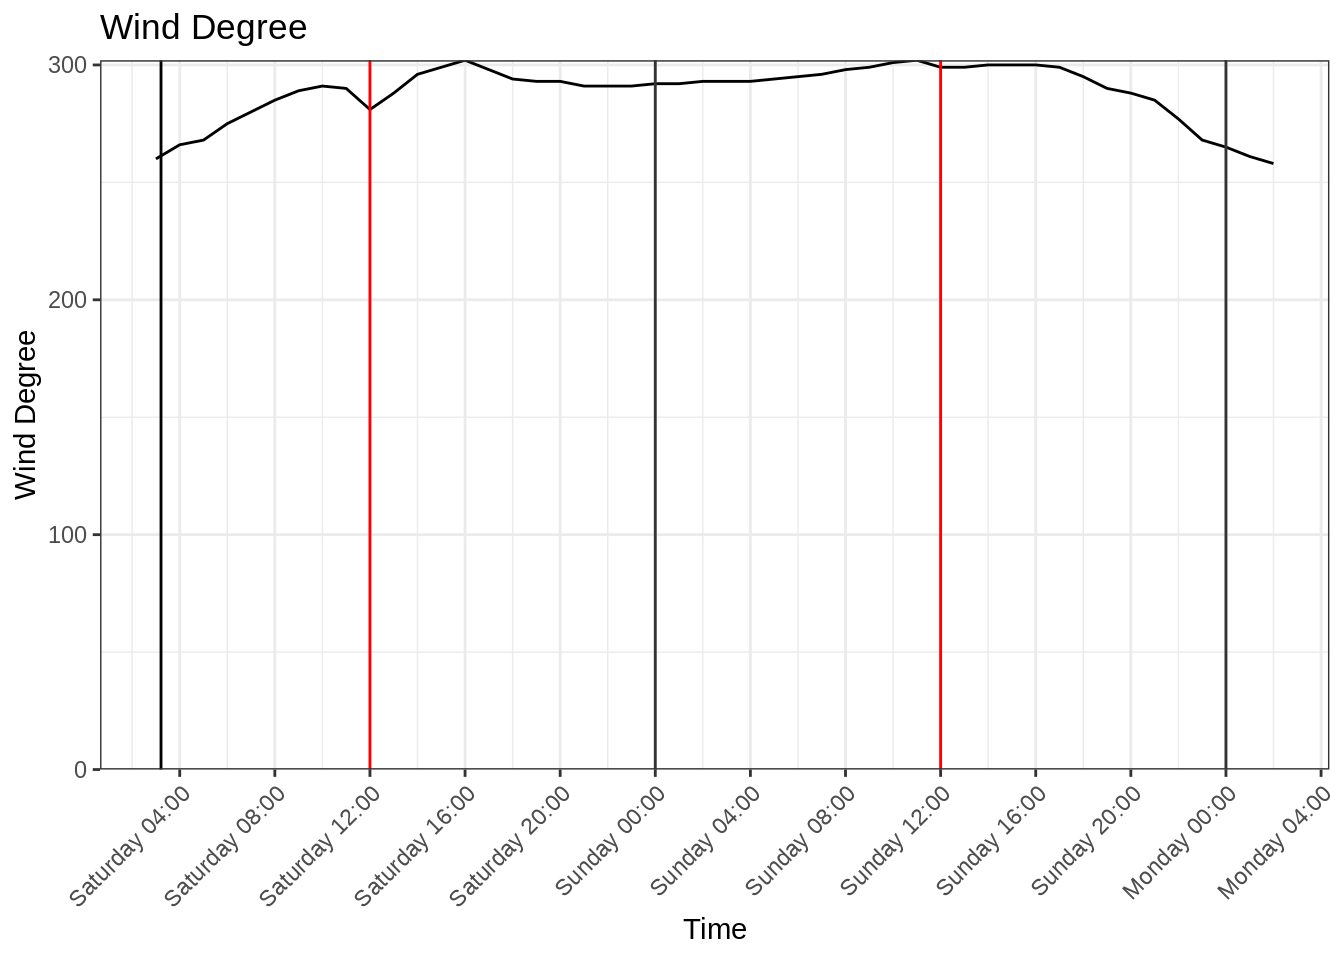 Wind Degree
Wind Degree
300
200
100
0
Saturday 04:00
Saturday 08:00
Saturday 12:00
Saturday 16:00
Saturday 20:00
Sunday 00:00
Sunday 04:00
Sunday 08:00
Sunday 12:00
Sunday 16:00
Sunday 20:00
Monday 00:00
Monday 04:00
Time